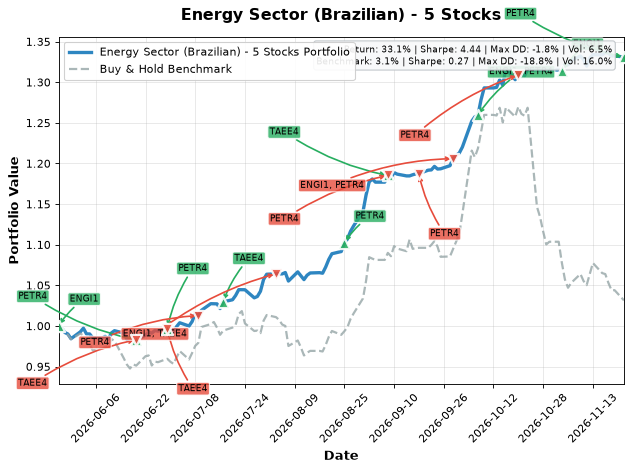 Energy Sector (Brazilian) - 5 Stocks
PETR4
Energy Sector (Brazilian) - 5 Stocks Portfolio
Buy & Hold Benchmark
urn: 33.1% | Sharpe: 4.44 | Max DD: -1.8% | Vol: 6.5%
Benchmark: 3.1% | Sharpe: 0.27 | Max DD: -18.8% | Vol: 16.0%
PETR4
TAEE4
PETR4
ENGI1, PETR4
PETR4
PETR4
PETR4
TAEE4
PETR4
PETR4
ENGI1
ENGI1, TAEE4
PETR4
TAEE4
TAEE4
Portfolio Value
1.35
1.30
1.25
1.20
1.15
1.10
1.05
1.00
0.95
2026-06-06
2026-06-22
2026-07-08
2026-07-24
2026-08-09
2026-08-25
2026-09-10
2026-09-26
2026-10-12
2026-10-28
2026-11-13
Date